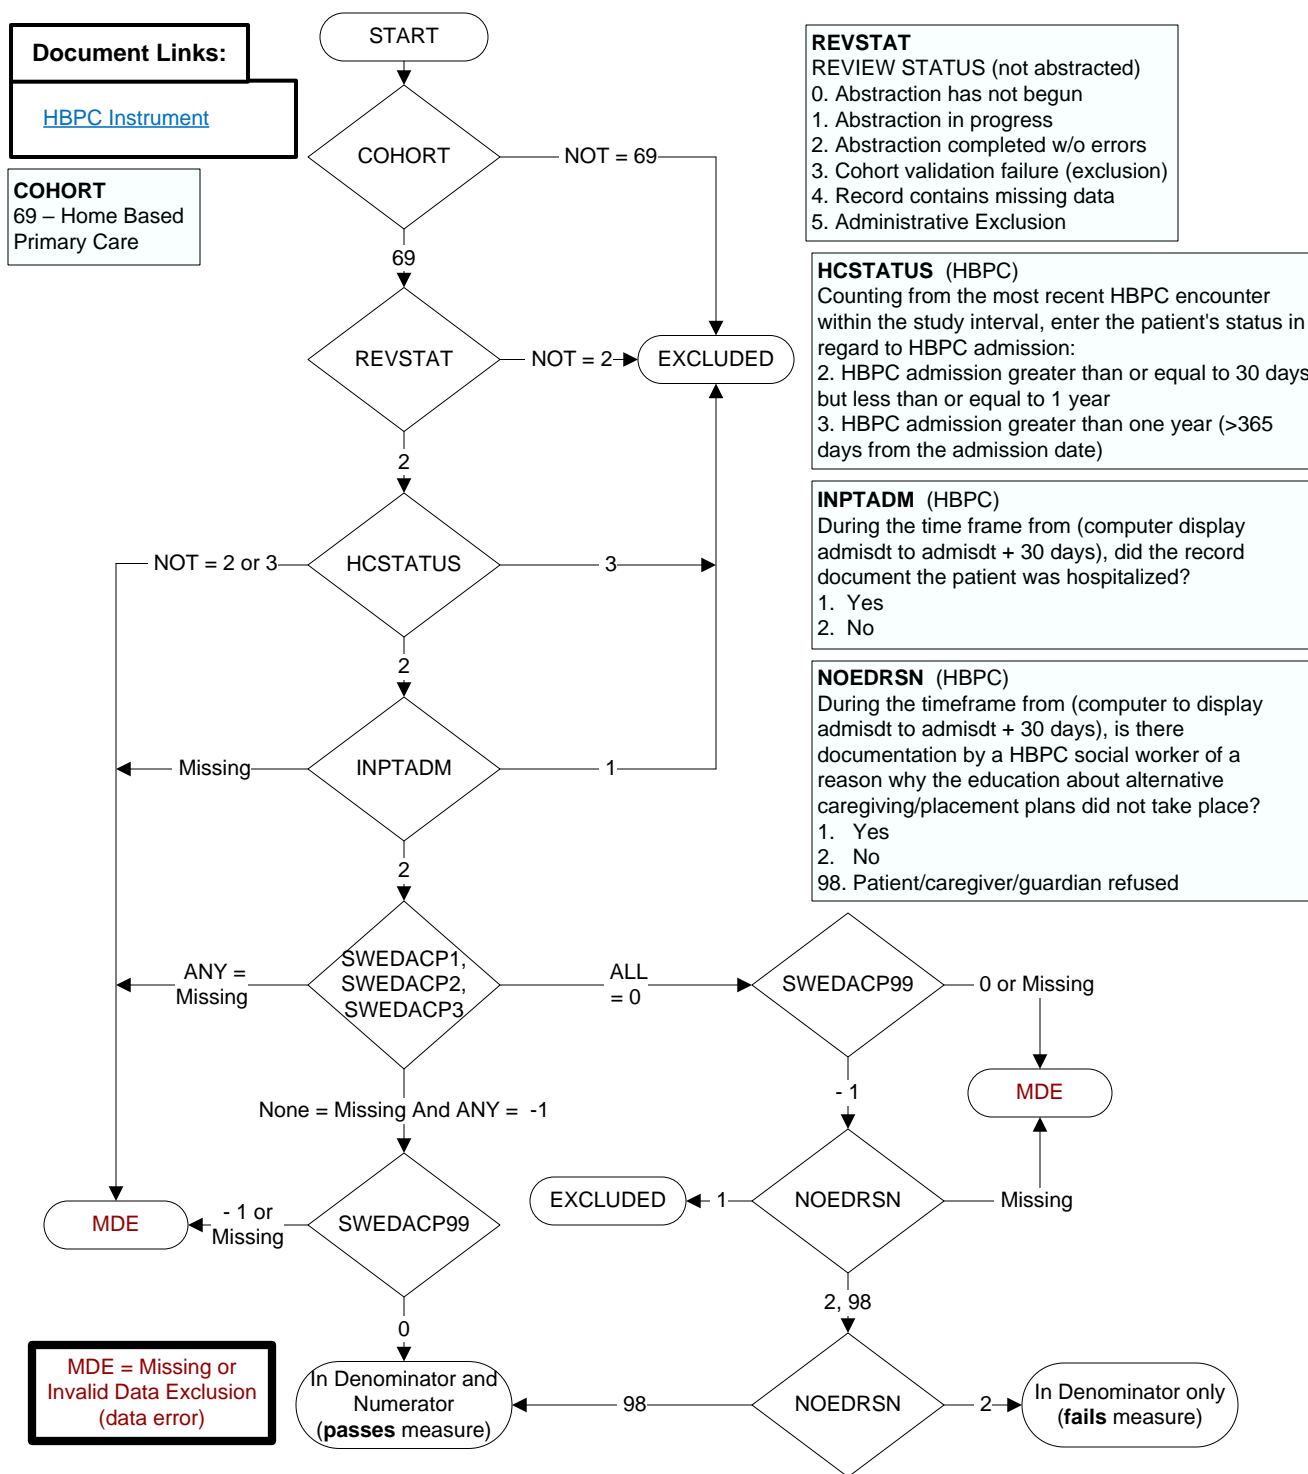 Document Links:
HBPC Instrument
COHORT
69 – Home Based
Primary Care
START
COHORT
NOT = 69
69
REVSTAT
NOT = 2
EXCLUDED
2
HCSTATUS
NOT = 2 or 3
3
2
INPTADM
Missing
1
2
SWEDACP1,
SWEDACP2,
SWEDACP3
ANY =
Missing
ALL
= 0
SWEDACP99
0 or Missing
MDE
- 1
None = Missing And ANY = -1
NOEDRSN
Missing
1
EXCLUDED
SWEDACP99
- 1 or
Missing
MDE
0
2, 98
NOEDRSN
98
2
In Denominator and
Numerator
(passes measure)
In Denominator only
(fails measure)
MDE = Missing or
Invalid Data Exclusion
(data error)
REVSTAT
REVIEW STATUS (not abstracted)
0. Abstraction has not begun
1. Abstraction in progress
2. Abstraction completed w/o errors
3. Cohort validation failure (exclusion)
4. Record contains missing data
5. Administrative Exclusion
HCSTATUS (HBPC)
Counting from the most recent HBPC encounter
within the study interval, enter the patient's status in
regard to HBPC admission:
2. HBPC admission greater than or equal to 30 days
but less than or equal to 1 year
3. HBPC admission greater than one year (>365
days from the admission date)
INPTADM (HBPC)
During the time frame from (computer display
admisdt to admisdt + 30 days), did the record
document the patient was hospitalized?
1. Yes
2. No
NOEDRSN (HBPC)
During the timeframe from (computer to display
admisdt to admisdt + 30 days), is there
documentation by a HBPC social worker of a
reason why the education about alternative
caregiving/placement plans did not take place?
1. Yes
2. No
98. Patient/caregiver/guardian refused